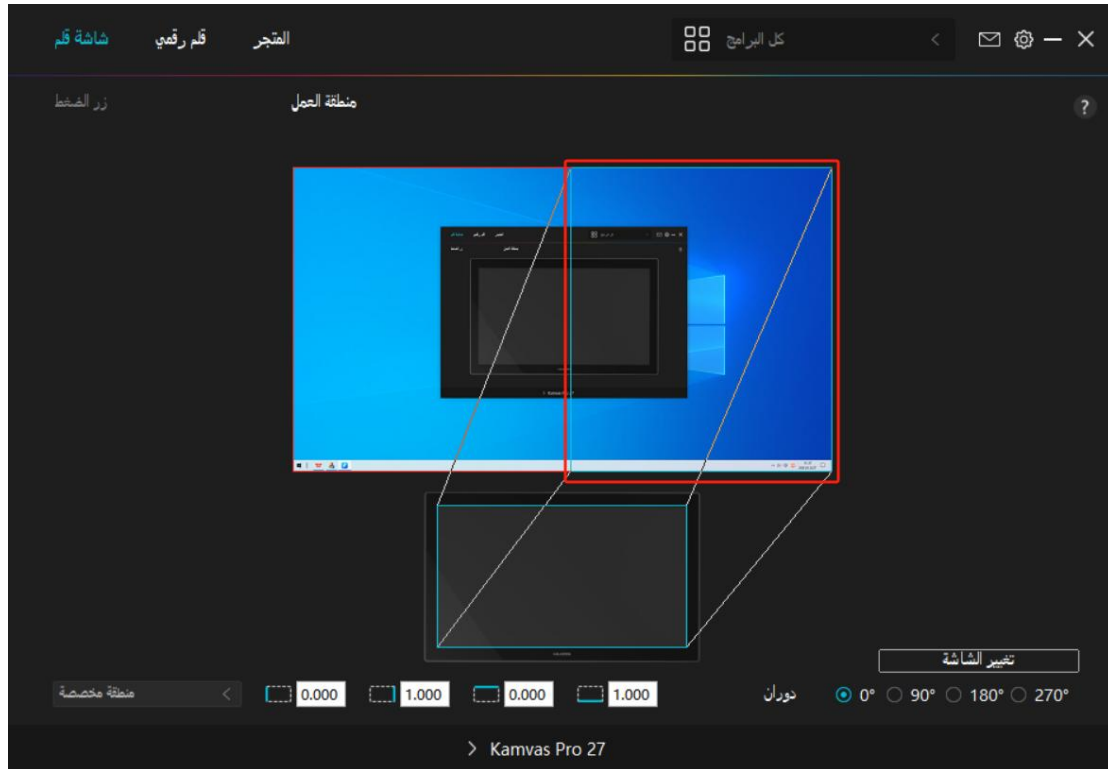 شاشة قلم
قلم رقمي
المتجر
كل البرامج
زر الضغط
منطقة العمل
?
تغيير الشاشة
منطقة مخصصة
0.000
1.000
0.000
1.000
دوران
0°
90°
180°
270°
Kamvas Pro 27